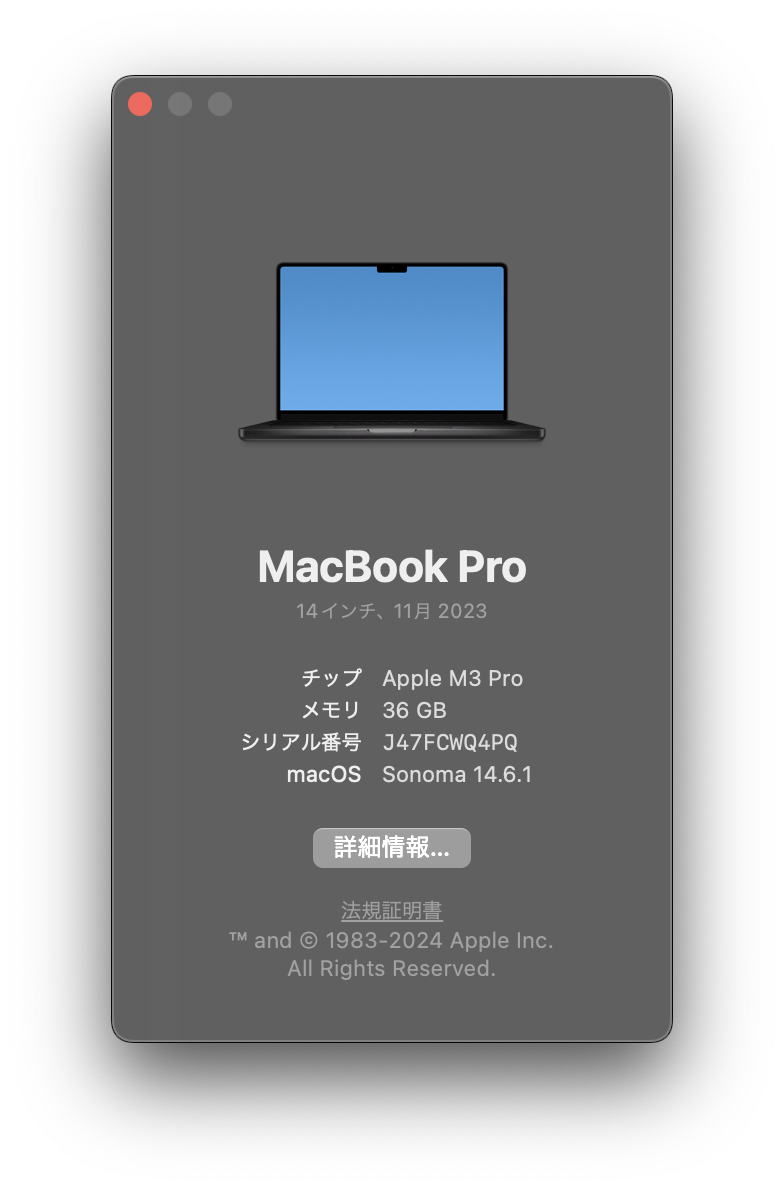 MacBook Pro
14インチ、11月 2023
チップ Apple M3 Pro
メモリ 36 GB
シリアル番号 J47FCWQ4PQ
macOS Sonoma 14.6.1
詳細情報...
法規証明書
™ and © 1983-2024 Apple Inc.
All Rights Reserved.